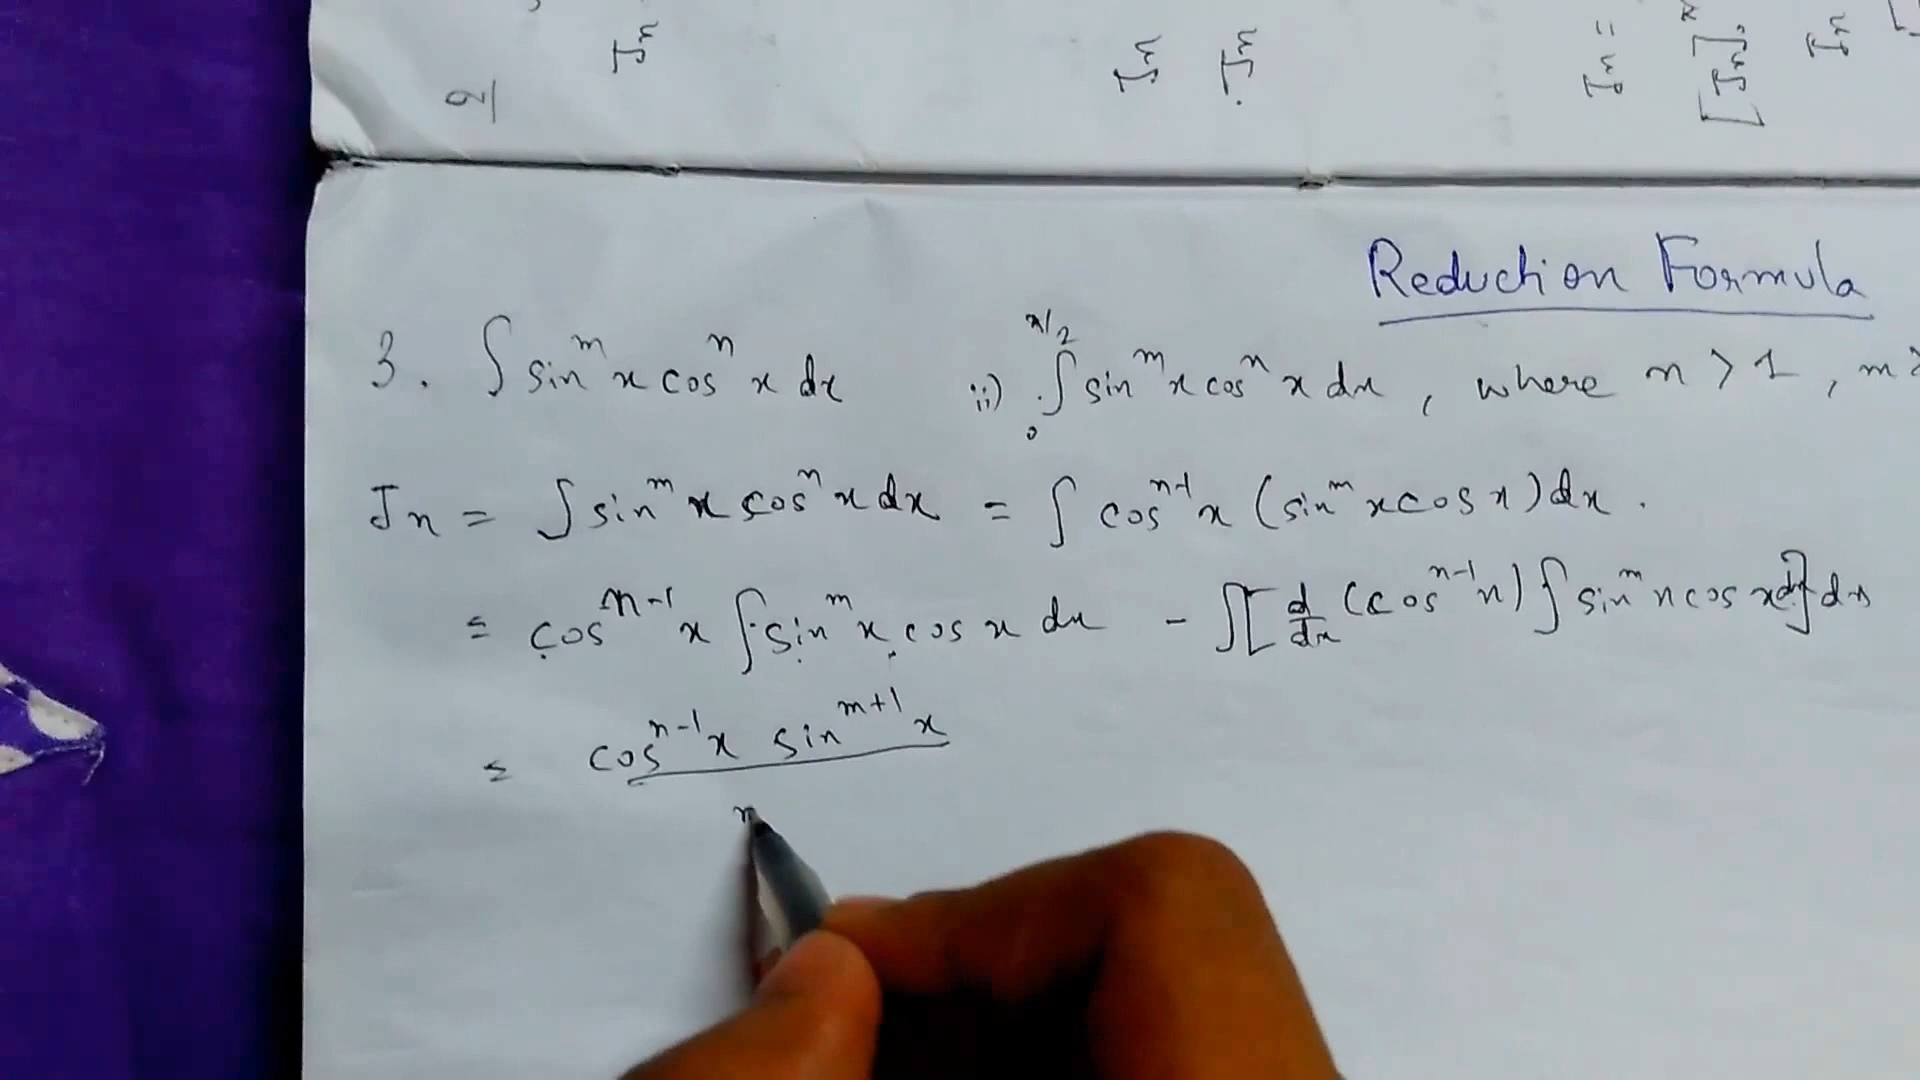 Reduction Formula
3. ∫ sin^m x cos^n x dx ii) ∫_0^{π/2} sin^m x cos^n x dx, where n > 1, m >
J_n = ∫ sin^m x cos^n x dx = ∫ cos^{n-1} x (sin^m x cos x) dx.
= cos^{n-1} x ∫ sin^m x cos x dx - ∫[d/dx (cos^{n-1} x) ∫ sin^m x cos x dx} dx
= cos^{n-1} x sin^{m+1} x